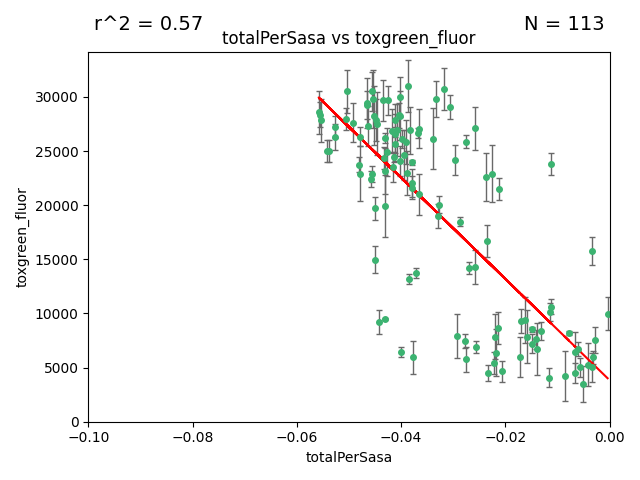 r^2 = 0.57
N = 113
totalPerSasa vs toxgreen_fluor
toxgreen_fluor
30000
25000
20000
15000
10000
5000
0
−0.10
−0.08
−0.06
−0.04
−0.02
0.00
totalPerSasa